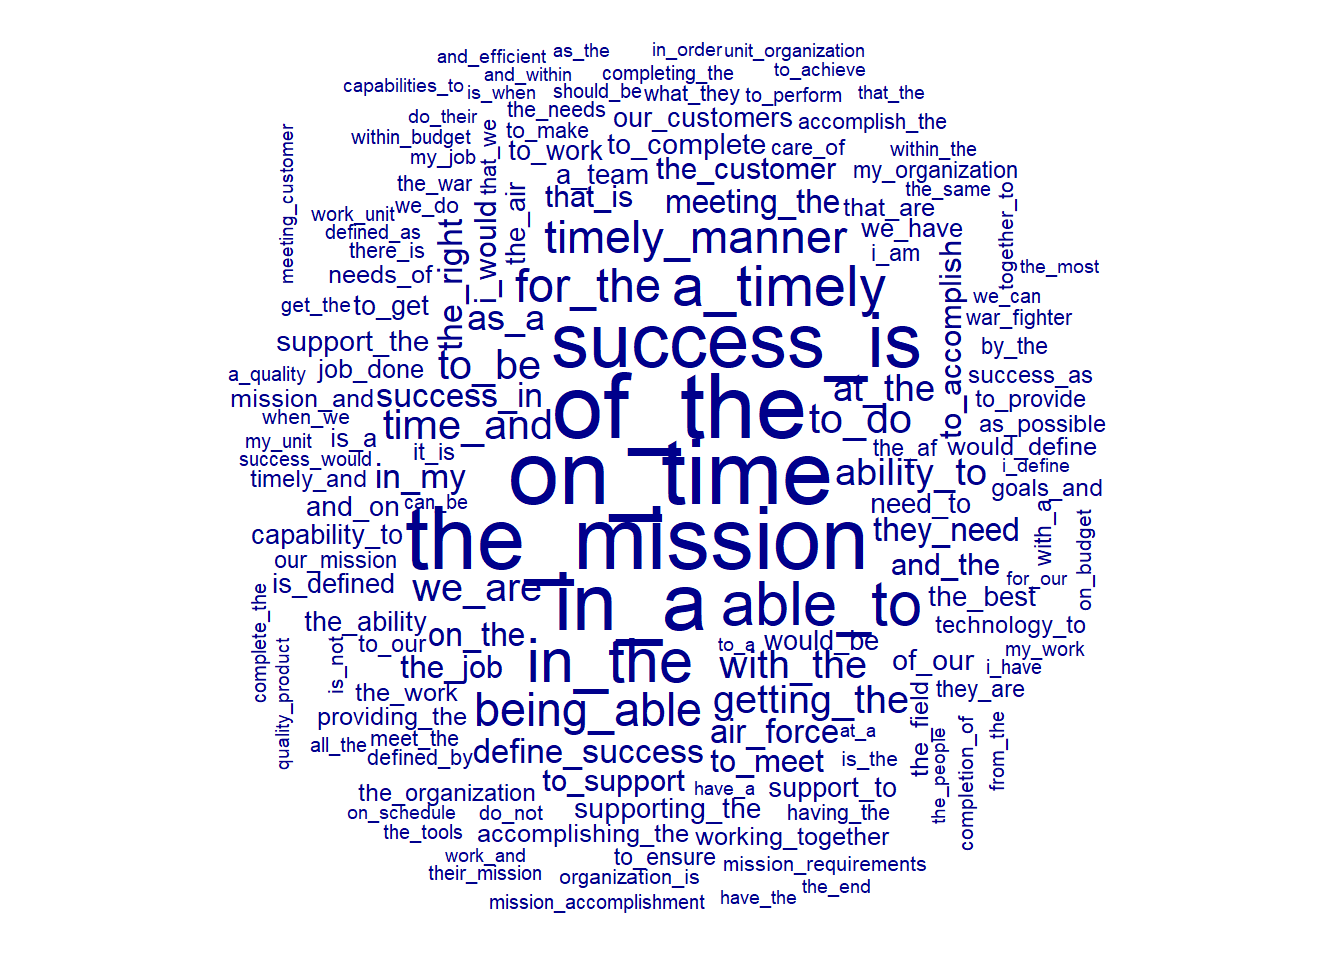 and_efficient as_the in_order unit_organization
capabilities_to and_within completing_the to_achieve
is_when should_be what_they to_perform that_the
do_their the_needs our_customers accomplish_the
within_budget to_make
my_job that_we to_work to_complete care_of within_the
meeting_customer the_war a_team the_customer my_organization
the_air that_is meeting_the that_are the_same together_to
work_unit we_do
defined_as the_right i_would timely_manner we_have
there_is i_am
needs_of the_most
get_the to_get for_the a_timely to_accomplish we_can
as_a war_fighter
support_the success_is by_the
a_quality job_done to_be at_the success_as
mission_and success_in to_provide
when_we time_and of_the to_do as_possible
my_unit is_a it_is the_af would_define
success_would i_define
timely_and in_my on_time ability_to goals_and
and_on can_be need_to with_a on_budget
capability_to the_mission they_need
our_mission and_the
is_defined we_are in_a able_to the_best for_our
complete_the the_ability on_the technology_to
is_not to_our to_a would_be my_work
quality_product the_job in_the with_the of_our i_have
the_work they_are
providing_the being_able getting_the the_field
all_the meet_the air_force at_a the_people completion_of from_the
defined_by define_success to_meet is_the
to_support have_a support_to
the_organization
on_schedule do_not supporting_the having_the
the_tools accomplishing_the working_together
work_and to_ensure mission_requirements
their_mission organization_is the_end
mission_accomplishment have_the